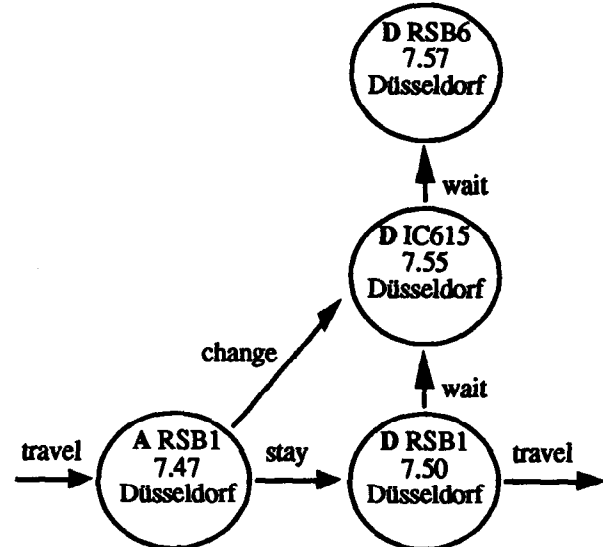 D RSB6
7.57
Düsseldorf
wait
D IC615
7.55
Düsseldorf
change
wait
travel
A RSB1
7.47
Düsseldorf
stay
D RSB1
7.50
Düsseldorf
travel